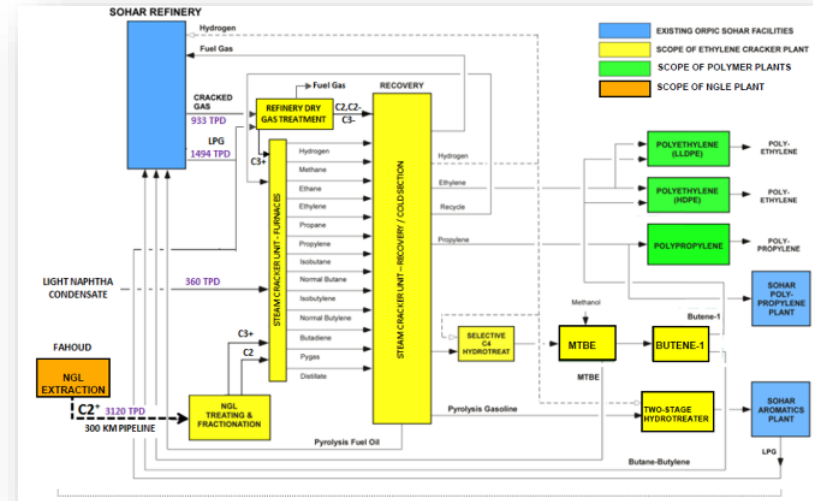 SOHAR REFINERY
Hydrogen
Fuel Gas
EXISTING ORPIC SOHAR FACILITIES
SCOPE OF ETHYLENE CRACKER PLANT
SCOPE OF POLYMER PLANTS
SCOPE OF NGLE PLANT
Fuel Gas
RECOVERY
CRACKED
GAS
933 TPD
REFINERY DRY
GAS TREATMENT
C2,C2-
C3-
LPG
1494 TPD
C3+
STEAM CRACKER UNIT - FURNACES
Hydrogen
Methane
Ethane
Ethylene
Propane
Propylene
Isobutane
Normal Butane
Isobutylene
Normal Butylene
Butadiene
Pygas
Distillate
STEAM CRACKER UNIT – RECOVERY / COLD SECTION
Hydrogen
Ethylene
Recycle
Propylene
POLYETHYLENE
(LLDPE)
POLY-
ETHYLENE
POLYETHYLENE
(HDPE)
POLY-
ETHYLENE
POLYPROPYLENE
POLY-
PROPYLENE
SOHAR
POLY-
PROPYLENE
PLANT
LIGHT NAPHTHA
CONDENSATE
360 TPD
Methanol
Butene-1
SELECTIVE
C4
HYDROTREAT
MTBE
BUTENE-1
MTBE
C3+
C2
FAHOUD
NGL
EXTRACTION
C2+ 3120 TPD
300 KM PIPELINE
NGL
TREATING &
FRACTIONATION
Pyrolysis Gasoline
TWO-STAGE
HYDROTREATER
SOHAR
AROMATICS
PLANT
Pyrolysis Fuel Oil
LPG
Butane-Butylene